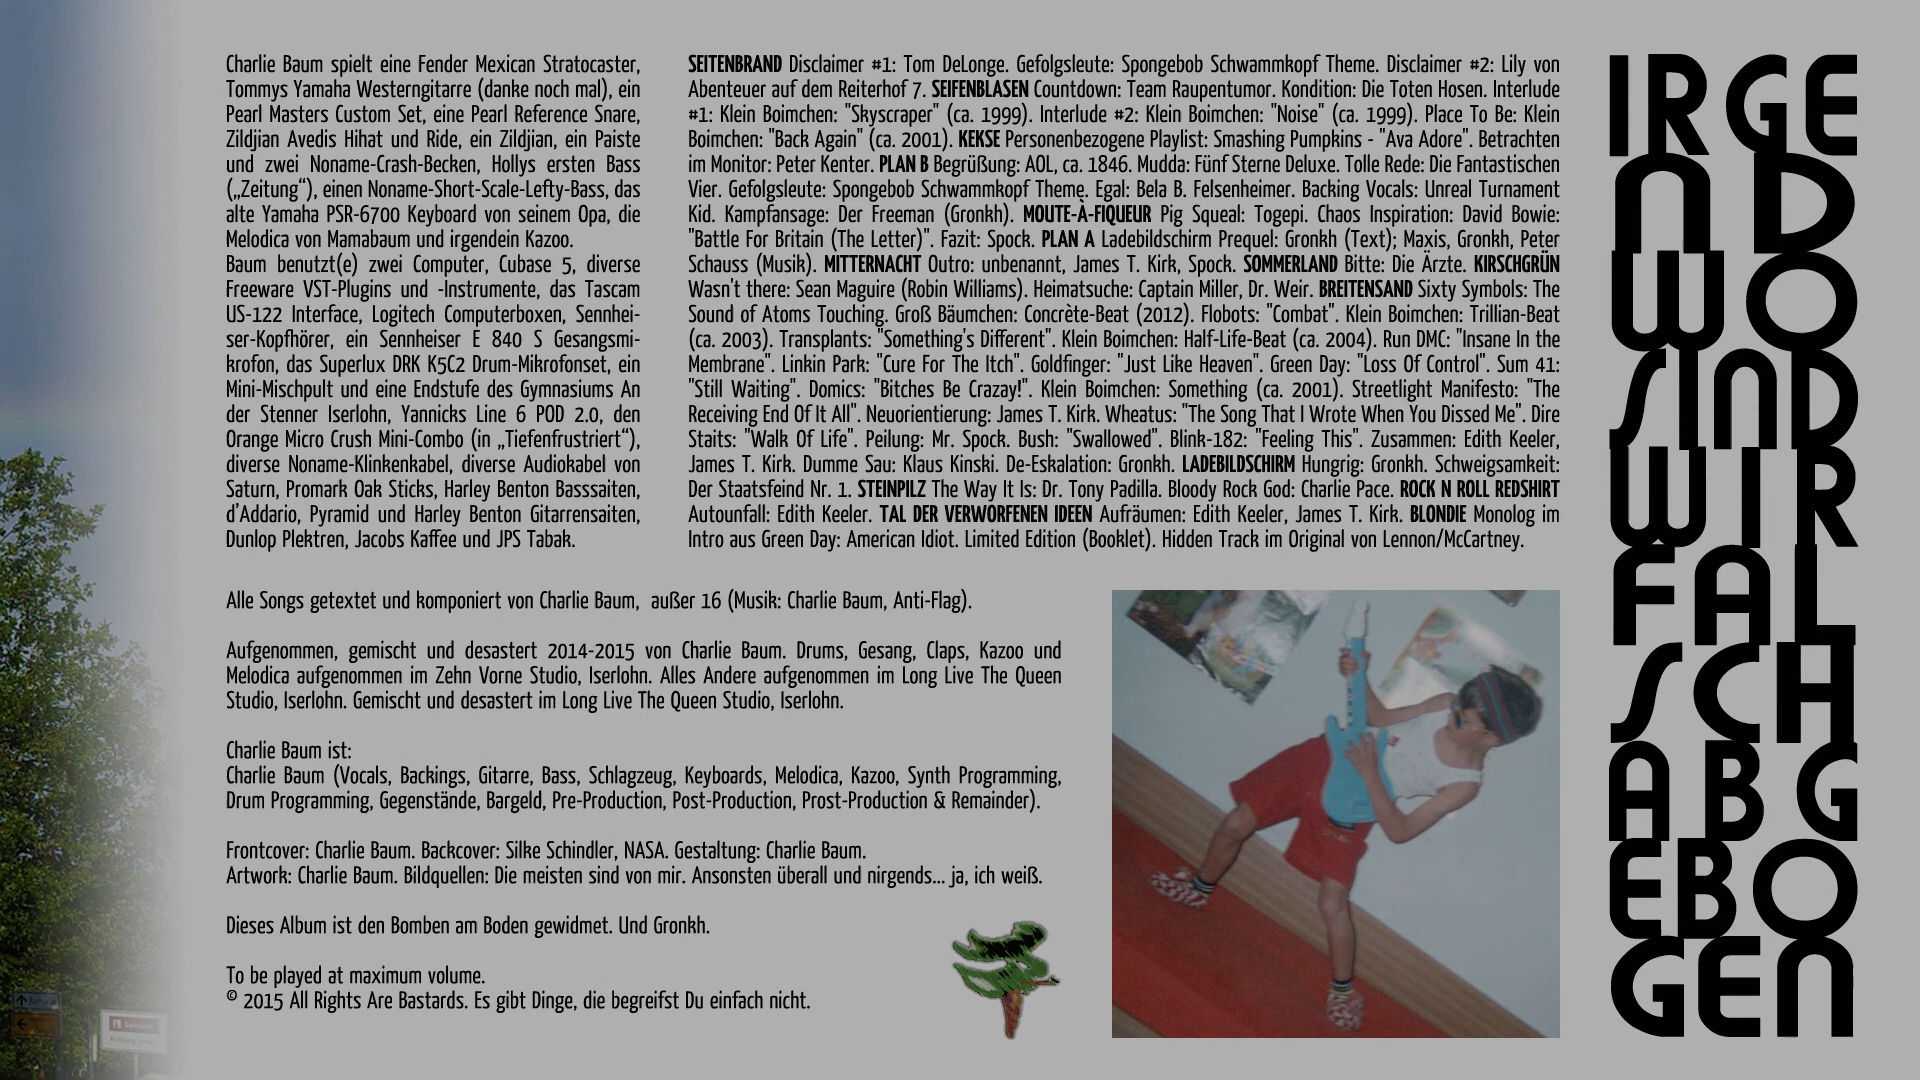 Charlie Baum spielt eine Fender Mexican Stratocaster,
Tommys Yamaha Westerngitarre (danke noch mal), ein
Pearl Masters Custom Set, eine Pearl Reference Snare,
Zildjian Avedis Hihat und Ride, ein Zildjian, ein Paiste
und zwei Noname-Crash-Becken, Hollys ersten Bass
(„Zeitung“), einen Noname-Short-Scale-Lefty-Bass, das
alte Yamaha PSR-6700 Keyboard von seinem Opa, die
Melodica von Mamabaum und irgendein Kazoo.
Baum benutzt(e) zwei Computer, Cubase 5, diverse
Freeware VST-Plugins und -Instrumente, das Tascam
US-122 Interface, Logitech Computerboxen, Sennhei-
ser-Kopfhörer, ein Sennheiser E 840 S Gesangsmi-
krofon, das Superlux DRK K5C2 Drum-Mikrofonset, ein
Mini-Mischpult und eine Endstufe des Gymnasiums An
der Stenner Iserlohn, Yannicks Line 6 POD 2.0, den
Orange Micro Crush Mini-Combo (in „Tiefenfrustriert“),
diverse Noname-Klinkenkabel, diverse Audiokabel von
Saturn, Promark Oak Sticks, Harley Benton Basssaiten,
d’Addario, Pyramid und Harley Benton Gitarrensaiten,
Dunlop Plektren, Jacobs Kaffee und JPS Tabak.
SEITENBRAND Disclaimer #1: Tom DeLonge. Gefolgsleute: Spongebob Schwammkopf Theme. Disclaimer #2: Lily von
Abenteuer auf dem Reiterhof 7. SEIFENBLASEN Countdown: Team Raupentumor. Kondition: Die Toten Hosen. Interlude
#1: Klein Boimchen: "Skyscraper" (ca. 1999). Interlude #2: Klein Boimchen: "Noise" (ca. 1999). Place To Be: Klein
Boimchen: "Back Again" (ca. 2001). KEKSE Personenbezogene Playlist: Smashing Pumpkins - "Ava Adore". Betrachten
im Monitor: Peter Kenter. PLAN B Begrüßung: AOL, ca. 1846. Mudda: Fünf Sterne Deluxe. Tolle Rede: Die Fantastischen
Vier. Gefolgsleute: Spongebob Schwammkopf Theme. Egal: Bela B. Felsenheimer. Backing Vocals: Unreal Turnament
Kid. Kampfansage: Der Freeman (Gronkh). MOUTE-À-FIQUEUR Pig Squeal: Togepi. Chaos Inspiration: David Bowie:
"Battle For Britain (The Letter)". Fazit: Spock. PLAN A Ladebildschirm Prequel: Gronkh (Text); Maxis, Gronkh, Peter
Schauss (Musik). MITTERNACHT Outro: unbenannt, James T. Kirk, Spock. SOMMERLAND Bitte: Die Ärzte. KIRSCHGRÜN
Wasn't there: Sean Maguire (Robin Williams). Heimatsuche: Captain Miller, Dr. Weir. BREITENSAND Sixty Symbols: The
Sound of Atoms Touching. Groß Bäumchen: Concrète-Beat (2012). Flobots: "Combat". Klein Boimchen: Trillian-Beat
(ca. 2003). Transplants: "Something's Different". Klein Boimchen: Half-Life-Beat (ca. 2004). Run DMC: "Insane In the
Membrane". Linkin Park: "Cure For The Itch". Goldfinger: "Just Like Heaven". Green Day: "Loss Of Control". Sum 41:
"Still Waiting". Domics: "Bitches Be Crazay!". Klein Boimchen: Something (ca. 2001). Streetlight Manifesto: "The
Receiving End Of It All". Neuorientierung: James T. Kirk. Wheatus: "The Song That I Wrote When You Dissed Me". Dire
Staits: "Walk Of Life". Peilung: Mr. Spock. Bush: "Swallowed". Blink-182: "Feeling This". Zusammen: Edith Keeler,
James T. Kirk. Dumme Sau: Klaus Kinski. De-Eskalation: Gronkh. LADEBILDSCHIRM Hungrig: Gronkh. Schweigsamkeit:
Der Staatsfeind Nr. 1. STEINPILZ The Way It Is: Dr. Tony Padilla. Bloody Rock God: Charlie Pace. ROCK N ROLL REDSHIRT
Autounfall: Edith Keeler. TAL DER VERWORFENEN IDEEN Aufräumen: Edith Keeler, James T. Kirk. BLONDIE Monolog im
Intro aus Green Day: American Idiot. Limited Edition (Booklet). Hidden Track im Original von Lennon/McCartney.
Alle Songs getextet und komponiert von Charlie Baum, außer 16 (Musik: Charlie Baum, Anti-Flag).
Aufgenommen, gemischt und desastert 2014-2015 von Charlie Baum. Drums, Gesang, Claps, Kazoo und
Melodica aufgenommen im Zehn Vorne Studio, Iserlohn. Alles Andere aufgenommen im Long Live The Queen
Studio, Iserlohn. Gemischt und desastert im Long Live The Queen Studio, Iserlohn.
Charlie Baum ist:
Charlie Baum (Vocals, Backings, Gitarre, Bass, Schlagzeug, Keyboards, Melodica, Kazoo, Synth Programming,
Drum Programming, Gegenstände, Bargeld, Pre-Production, Post-Production, Prost-Production & Remainder).
Frontcover: Charlie Baum. Backcover: Silke Schindler, NASA. Gestaltung: Charlie Baum.
Artwork: Charlie Baum. Bildquellen: Die meisten sind von mir. Ansonsten überall und nirgends... ja, ich weiß.
Dieses Album ist den Bomben am Boden gewidmet. Und Gronkh.
To be played at maximum volume.
© 2015 All Rights Are Bastards. Es gibt Dinge, die begreifst Du einfach nicht.
IRGE
ND
WO
SIND
WIR
FAL
SCH
ABG
EBO
GEN